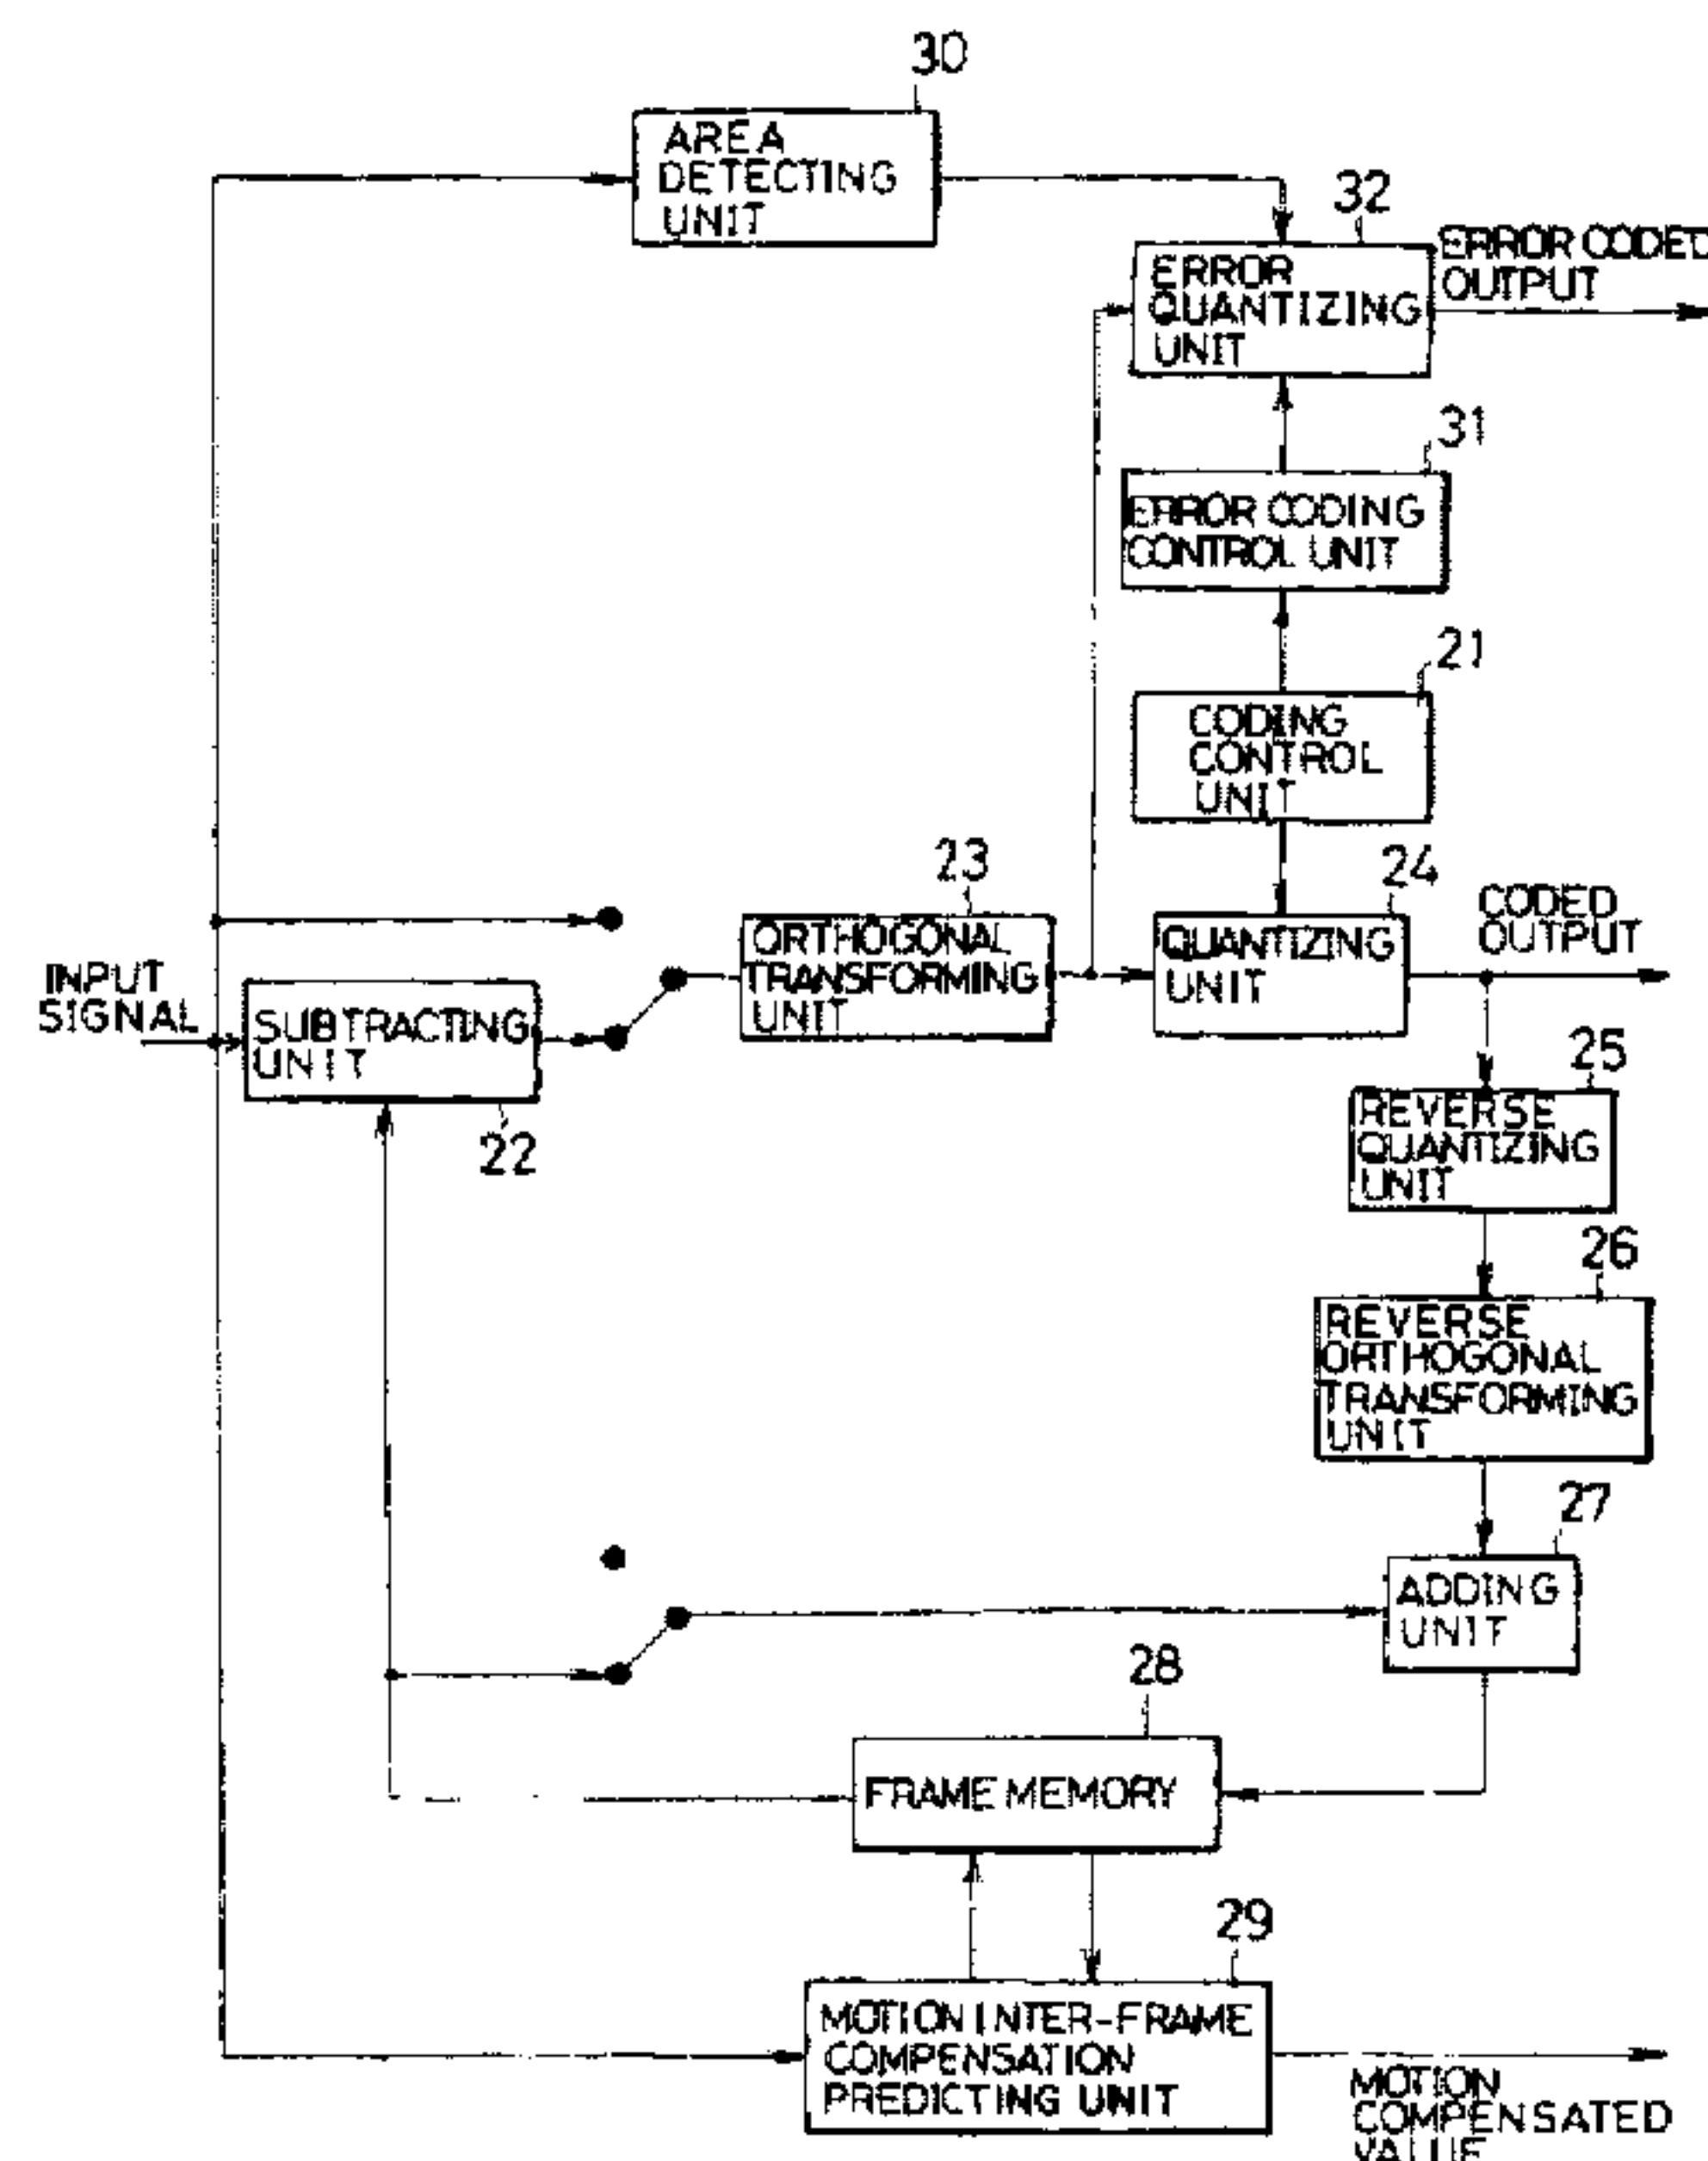 30
AREA
DETECTING
UNIT
32
ERROR
QUANTIZING
UNIT
ERROR CODED
OUTPUT
31
ERROR CODING
CONTROL UNIT
21
CODING
CONTROL
UNIT
23
ORTHOGONAL
TRANSFORMING
UNIT
24
QUANTIZING
UNIT
CODED
OUTPUT
INPUT
SIGNAL
SUBTRACTING
UNIT
22
25
REVERSE
QUANTIZING
UNIT
26
REVERSE
ORTHOGONAL
TRANSFORMING
UNIT
27
ADDING
UNIT
28
FRAME MEMORY
29
MOTION INTER-FRAME
COMPENSATION
PREDICTING UNIT
MOTION
COMPENSATED
VALUE